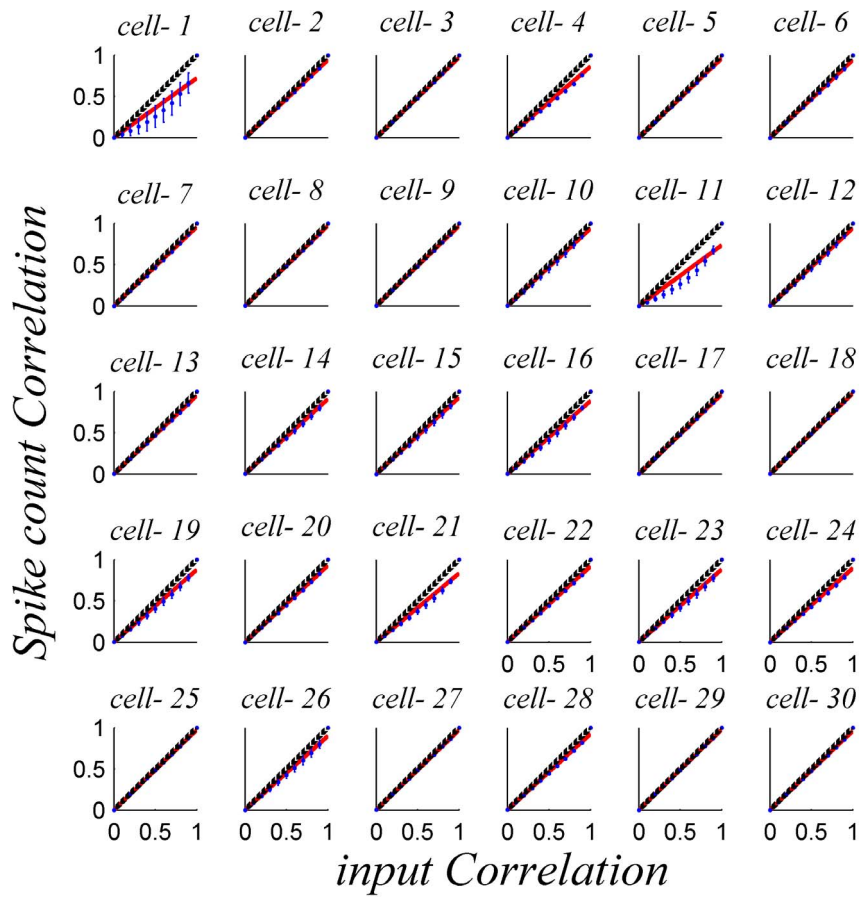 cell- 1 cell- 2 cell- 3 cell- 4 cell- 5 cell- 6
1
0.5
0
cell- 7 cell- 8 cell- 9 cell- 10 cell- 11 cell- 12
1
0.5
0
cell- 13 cell- 14 cell- 15 cell- 16 cell- 17 cell- 18
1
0.5
0
cell- 19 cell- 20 cell- 21 cell- 22 cell- 23 cell- 24
1
0.5
0
0 0.5 1 0 0.5 1 0 0.5 1
cell- 25 cell- 26 cell- 27 cell- 28 cell- 29 cell- 30
1
0.5
0
0 0.5 1 0 0.5 1 0 0.5 1 0 0.5 1 0 0.5 1 0 0.5 1
Spike count Correlation
input Correlation